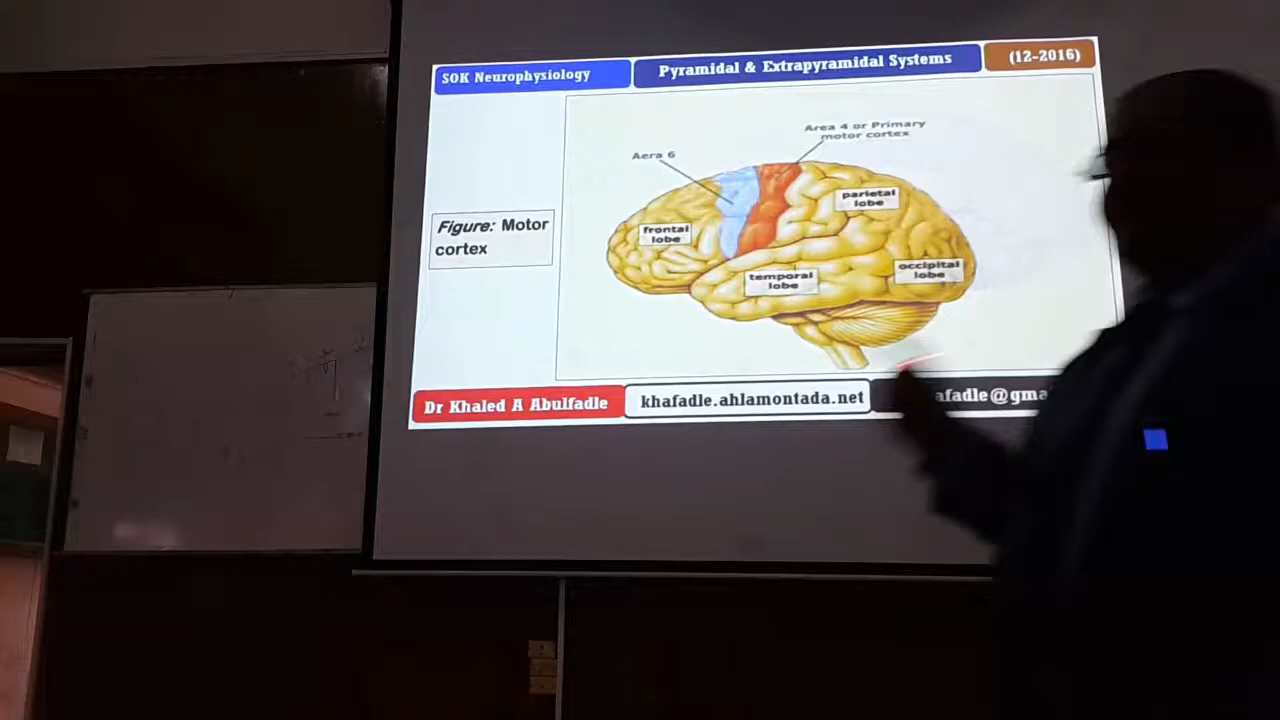 SOK Neurophysiology
Pyramidal & Extrapyramidal Systems
(12-2016)
Area 4 or Primary
motor cortex
Aera 6
parietal
lobe
Figure: Motor
cortex
frontal
lobe
occipital
lobe
temporal
lobe
Dr Khaled A Abulfadle
khafadle.ahlamontada.net
afadle@gma